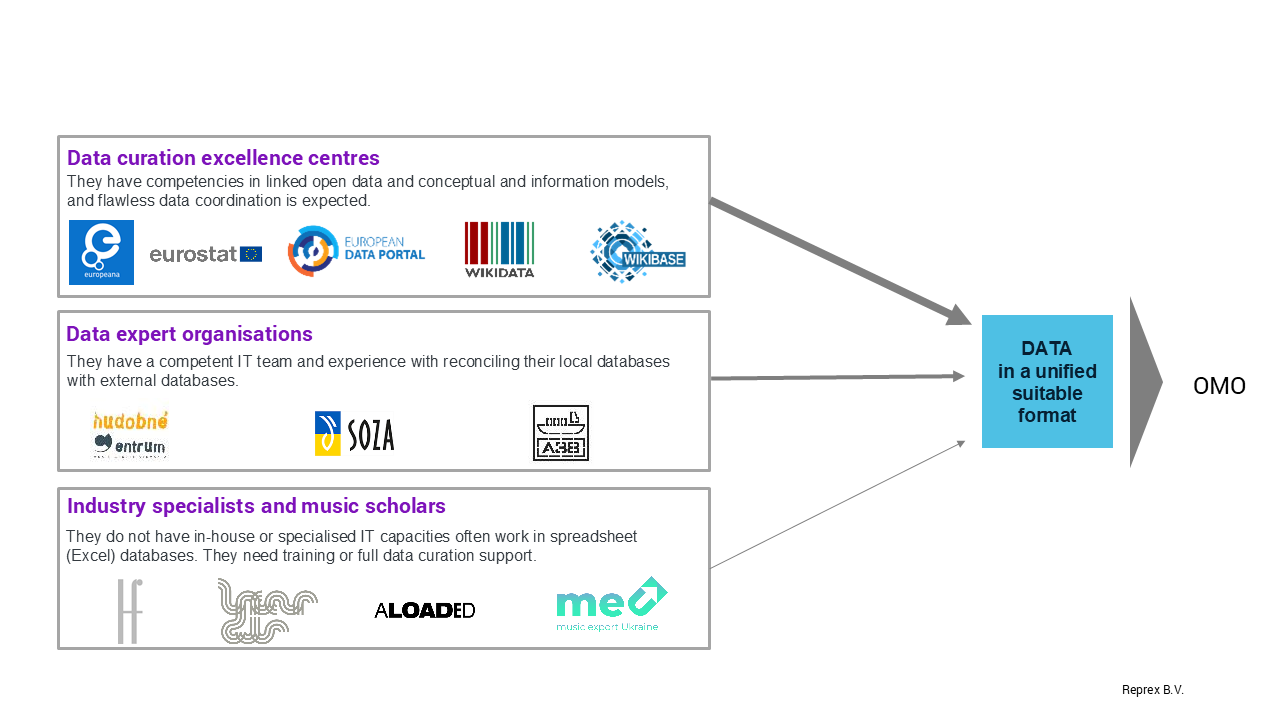 Data curation excellence centres
They have competencies in linked open data and conceptual and information models,
and flawless data coordination is expected.
europeana
eurostat
EUROPEAN
DATA PORTAL
WIKIDATA
WIKIBASE
Data expert organisations
They have a competent IT team and experience with reconciling their local databases
with external databases.
hudobné
centrum
SOZA
A38
Industry specialists and music scholars
They do not have in-house or specialised IT capacities often work in spreadsheet
(Excel) databases. They need training or full data curation support.
ALOADED
meu
music export Ukraine
DATA
in a unified
suitable
format
OMO
Reprex B.V.